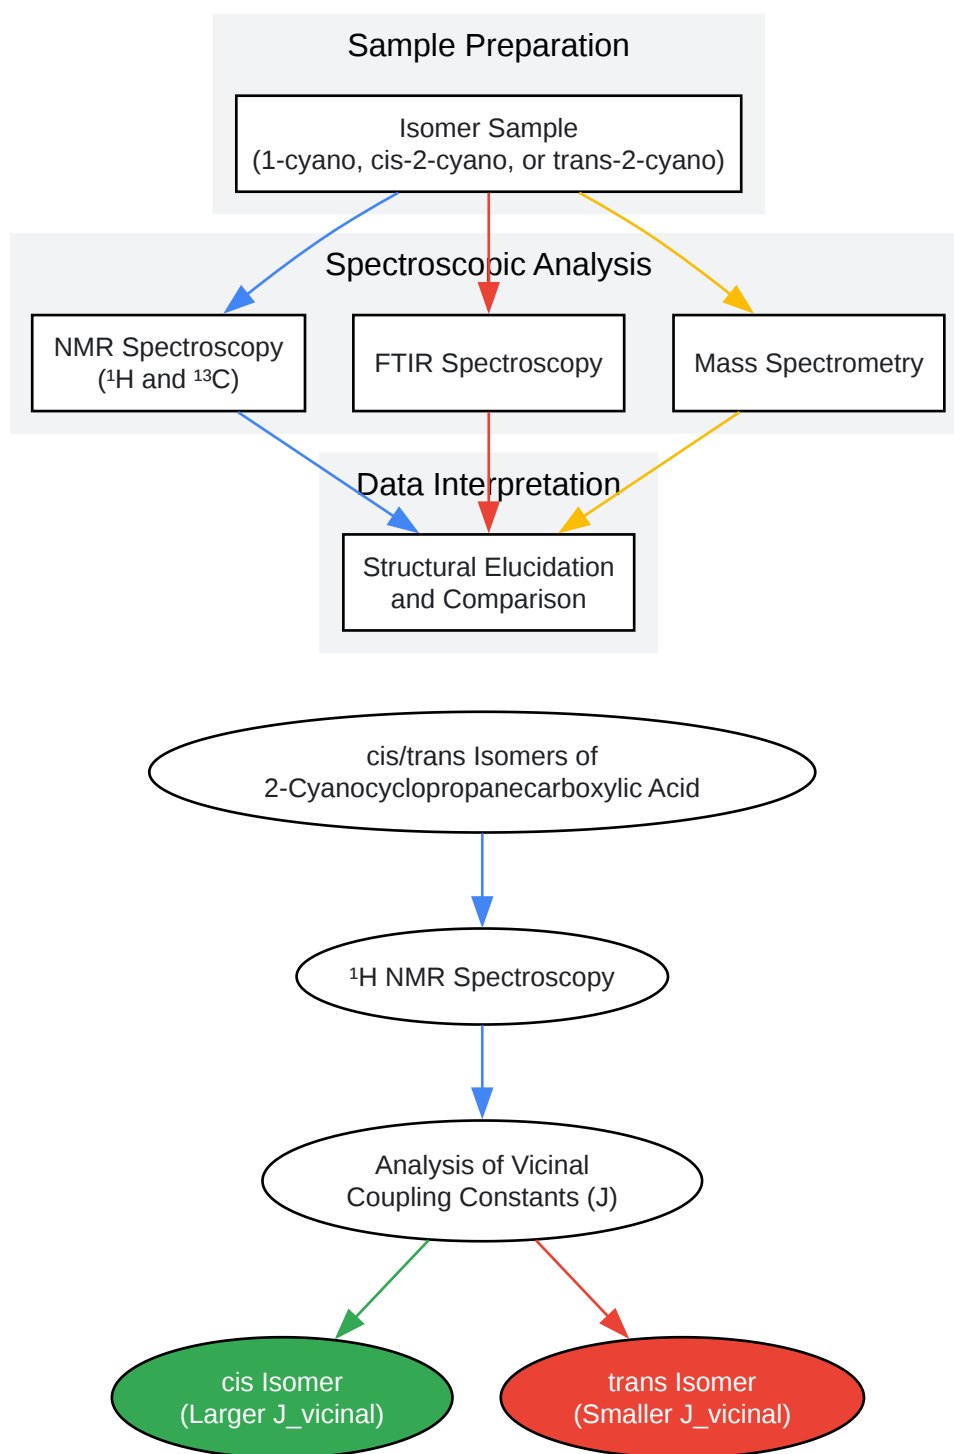 Sample Preparation
Isomer Sample
(1-cyano, cis-2-cyano, or trans-2-cyano)
Spectroscopic Analysis
NMR Spectroscopy
(¹H and ¹³C)
FTIR Spectroscopy
Mass Spectrometry
Data Interpretation
Structural Elucidation
and Comparison
cis/trans Isomers of
2-Cyanocyclopropanecarboxylic Acid
¹H NMR Spectroscopy
Analysis of Vicinal
Coupling Constants (J)
cis Isomer
(Larger J_vicinal)
trans Isomer
(Smaller J_vicinal)